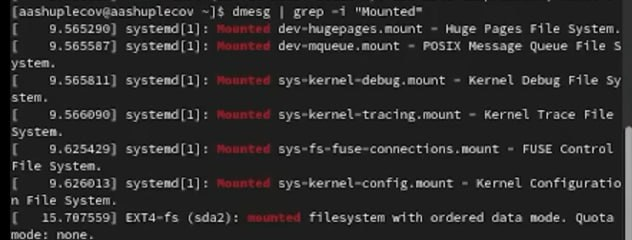 [aashuplecov@aashuplecov ~]$ dmesg | grep -i "Mounted"
[    9.565290] systemd[1]: Mounted dev-hugepages.mount - Huge Pages File System.
[    9.565587] systemd[1]: Mounted dev-mqueue.mount - POSIX Message Queue File S
ystem.
[    9.565811] systemd[1]: Mounted sys-kernel-debug.mount - Kernel Debug File Sy
stem.
[    9.566090] systemd[1]: Mounted sys-kernel-tracing.mount - Kernel Trace File
System.
[    9.625429] systemd[1]: Mounted sys-fs-fuse-connections.mount - FUSE Control
File System.
[    9.626013] systemd[1]: Mounted sys-kernel-config.mount - Kernel Configuratio
n File System.
[   15.707559] EXT4-fs (sda2): mounted filesystem with ordered data mode. Quota
mode: none.